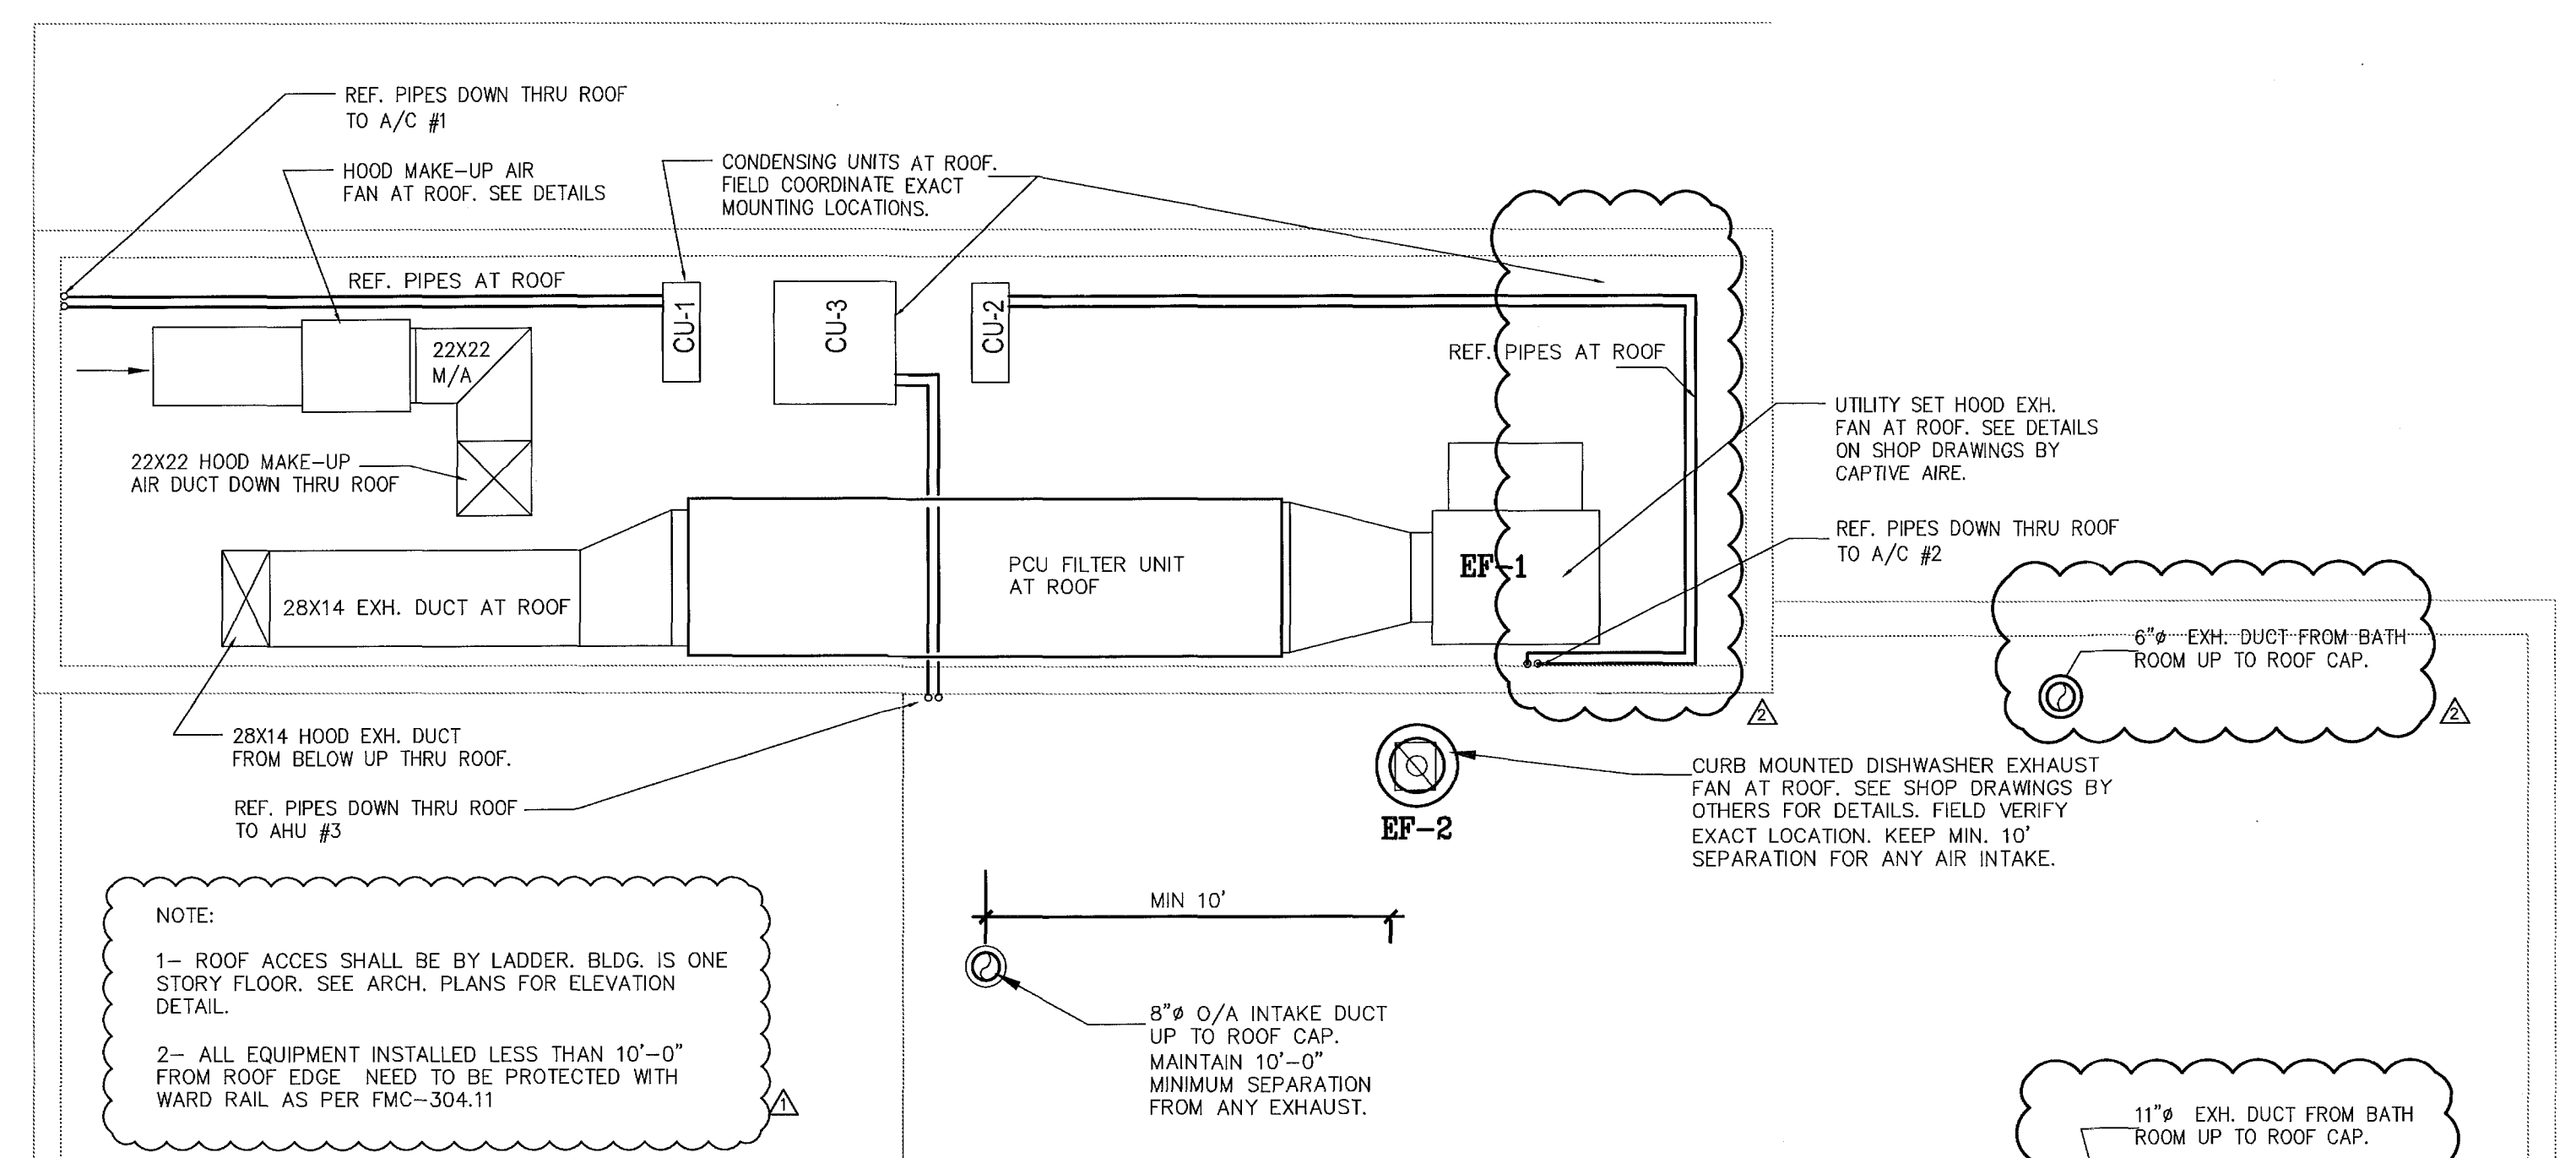 REF. PIPES DOWN THRU ROOF
TO A/C #1
HOOD MAKE-UP AIR
FAN AT ROOF. SEE DETAILS
CONDENSING UNITS AT ROOF.
FIELD COORDINATE EXACT
MOUNTING LOCATIONS.
REF. PIPES AT ROOF
CU-1
CU-3
CU-2
22X22
M/A
REF. PIPES AT ROOF
22X22 HOOD MAKE-UP
AIR DUCT DOWN THRU ROOF
UTILITY SET HOOD EXH.
FAN AT ROOF. SEE DETAILS
ON SHOP DRAWINGS BY
CAPTIVE AIRE.
REF. PIPES DOWN THRU ROOF
TO A/C #2
PCU FILTER UNIT
AT ROOF
EF-1
28X14 EXH. DUCT AT ROOF
6"ø EXH. DUCT FROM BATH
ROOM UP TO ROOF CAP.
2
2
28X14 HOOD EXH. DUCT
FROM BELOW UP THRU ROOF.
REF. PIPES DOWN THRU ROOF
TO AHU #3
EF-2
CURB MOUNTED DISHWASHER EXHAUST
FAN AT ROOF. SEE SHOP DRAWINGS BY
OTHERS FOR DETAILS. FIELD VERIFY
EXACT LOCATION. KEEP MIN. 10'
SEPARATION FOR ANY AIR INTAKE.
MIN 10'
NOTE:
1- ROOF ACCES SHALL BE BY LADDER. BLDG. IS ONE
STORY FLOOR. SEE ARCH. PLANS FOR ELEVATION
DETAIL.
2- ALL EQUIPMENT INSTALLED LESS THAN 10'-0"
FROM ROOF EDGE NEED TO BE PROTECTED WITH
WARD RAIL AS PER FMC-304.11
1
8"ø O/A INTAKE DUCT
UP TO ROOF CAP.
MAINTAIN 10'-0"
MINIMUM SEPARATION
FROM ANY EXHAUST.
11"ø EXH. DUCT FROM BATH
ROOM UP TO ROOF CAP.